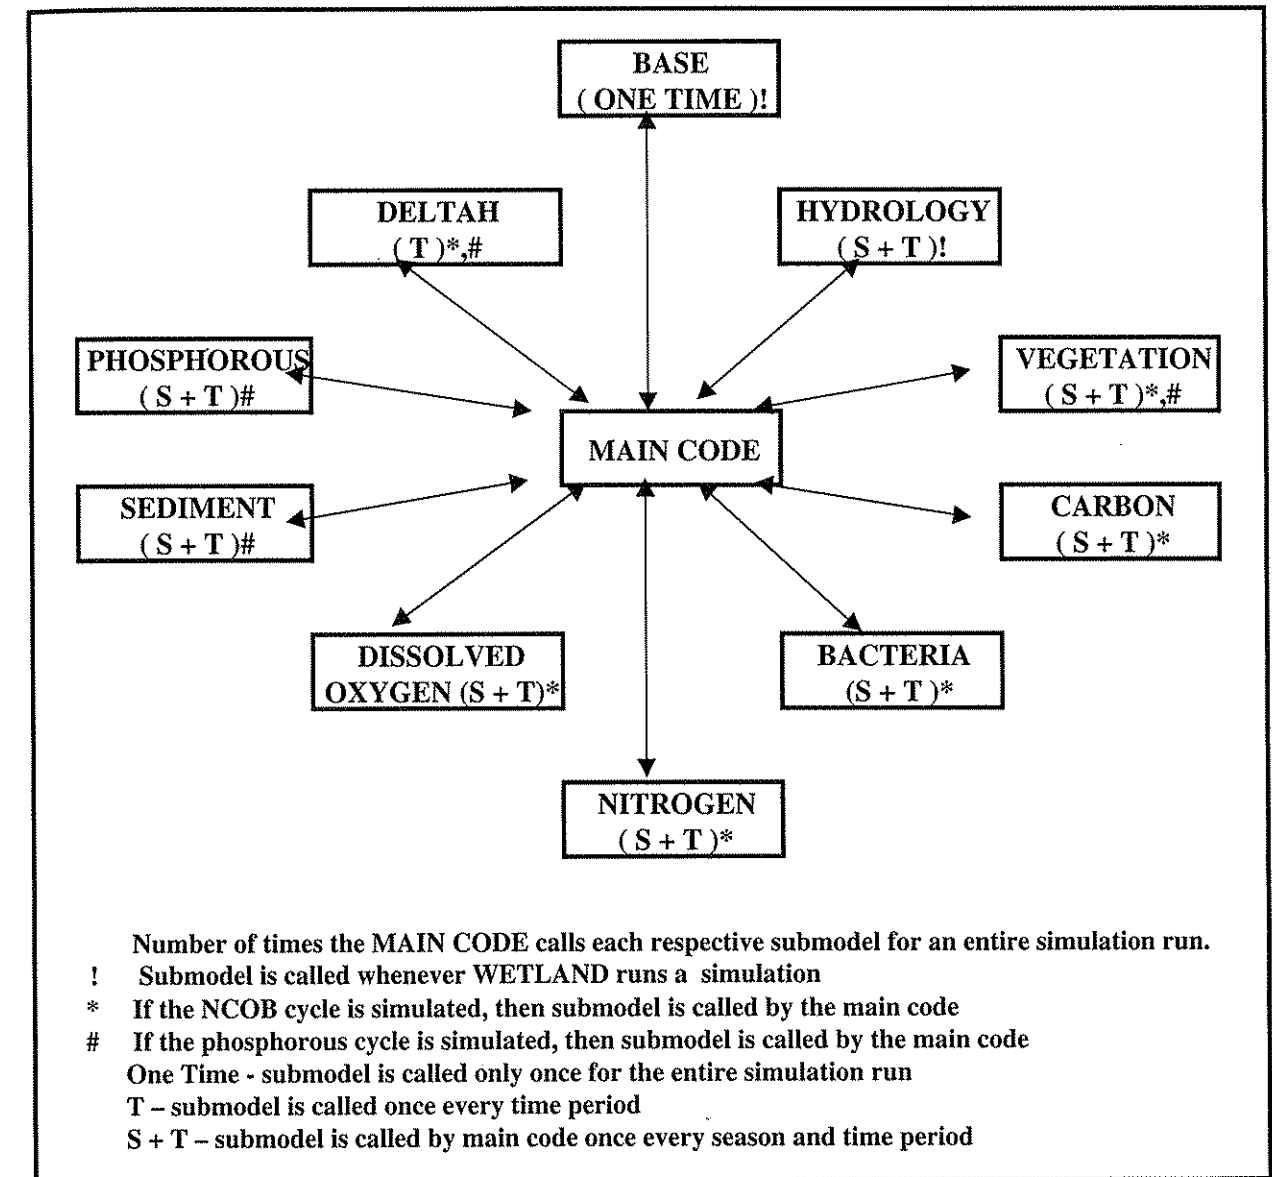 BASE
( ONE TIME )!
DELTAH
( T )*,#
HYDROLOGY
( S + T )!
PHOSPHOROUS
( S + T )#
VEGETATION
( S + T )*,#
MAIN CODE
SEDIMENT
( S + T )#
CARBON
( S + T )*
DISSOLVED
OXYGEN (S + T)*
BACTERIA
(S + T )*
NITROGEN
( S + T )*
Number of times the MAIN CODE calls each respective submodel for an entire simulation run.
! Submodel is called whenever WETLAND runs a simulation
* If the NCOB cycle is simulated, then submodel is called by the main code
# If the phosphorous cycle is simulated, then submodel is called by the main code
One Time - submodel is called only once for the entire simulation run
T – submodel is called once every time period
S + T – submodel is called by main code once every season and time period